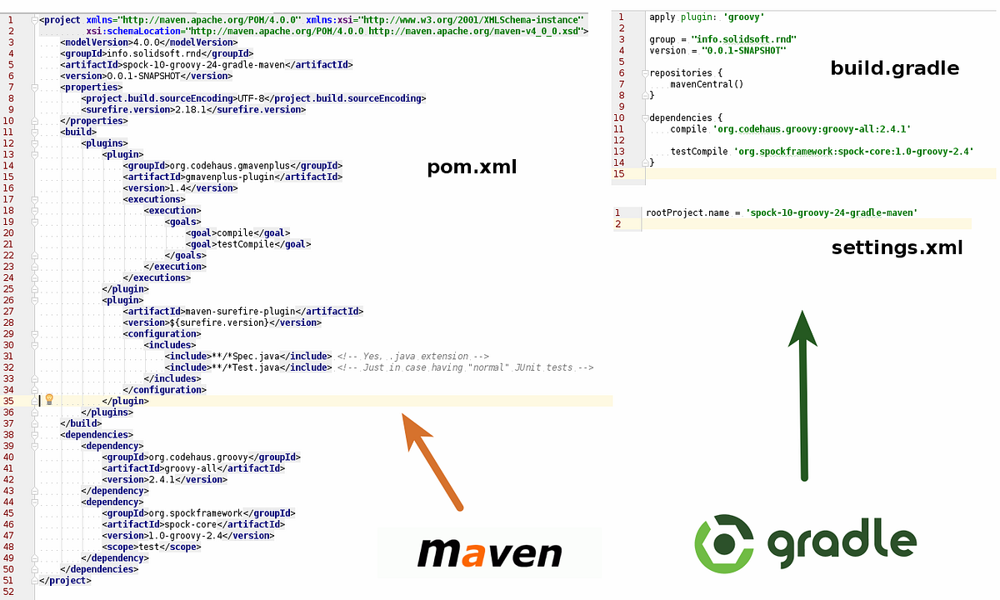 1 <project xmlns="http://maven.apache.org/POM/4.0.0" xmlns:xsi="http://www.w3.org/2001/XMLSchema-instance"
2 xsi:schemaLocation="http://maven.apache.org/POM/4.0.0 http://maven.apache.org/maven-v4_0_0.xsd">
3 <modelVersion>4.0.0</modelVersion>
4 <groupId>info.solidsoft.rnd</groupId>
5 <artifactId>spock-10-groovy-24-gradle-maven</artifactId>
6 <version>0.0.1-SNAPSHOT</version>
7 <properties>
8 <project.build.sourceEncoding>UTF-8</project.build.sourceEncoding>
9 <surefire.version>2.18.1</surefire.version>
10 </properties>
11 <build>
12 <plugins>
13 <plugin>
14 <groupId>org.codehaus.gmavenplus</groupId>
15 <artifactId>gmavenplus-plugin</artifactId>
16 <version>1.4</version>
17 <executions>
18 <execution>
19 <goals>
20 <goal>compile</goal>
21 <goal>testCompile</goal>
22 </goals>
23 </execution>
24 </executions>
25 </plugin>
26 <plugin>
27 <artifactId>maven-surefire-plugin</artifactId>
28 <version>${surefire.version}</version>
29 <configuration>
30 <includes>
31 <include>**/*Spec.java</include> <!-- Yes, .java extension -->
32 <include>**/*Test.java</include> <!-- Just in case having "normal" JUnit tests -->
33 </includes>
34 </configuration>
35 </plugin>
36 </plugins>
37 </build>
38 <dependencies>
39 <dependency>
40 <groupId>org.codehaus.groovy</groupId>
41 <artifactId>groovy-all</artifactId>
42 <version>2.4.1</version>
43 </dependency>
44 <dependency>
45 <groupId>org.spockframework</groupId>
46 <artifactId>spock-core</artifactId>
47 <version>1.0-groovy-2.4</version>
48 <scope>test</scope>
49 </dependency>
50 </dependencies>
51 </project>
52
pom.xml
maven
1 apply plugin: 'groovy'
2
3 group = "info.solidsoft.rnd"
4 version = "0.0.1-SNAPSHOT"
5
6 repositories {
7 mavenCentral()
8 }
9
10 dependencies {
11 compile 'org.codehaus.groovy:groovy-all:2.4.1'
12
13 testCompile 'org.spockframework:spock-core:1.0-groovy-2.4'
14 }
15
build.gradle
1 rootProject.name = 'spock-10-groovy-24-gradle-maven'
2
settings.xml
gradle